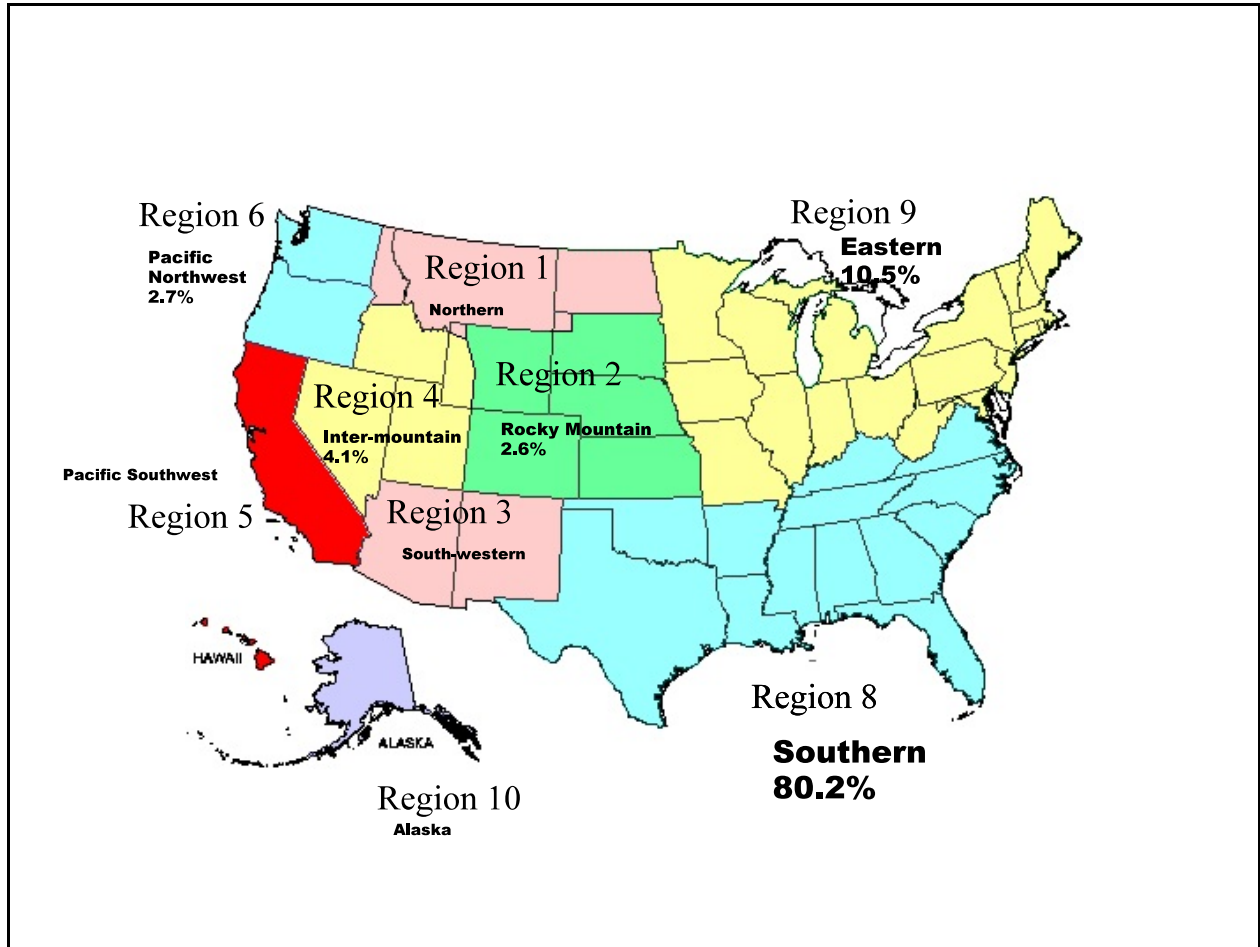 Region 6
Pacific
Northwest
2.7%
Region 1
Northern
Region 9
Eastern
10.5%
Region 2
Rocky Mountain
2.6%
Region 4
Inter-mountain
4.1%
Pacific Southwest
Region 5
Region 3
South-western
HAWAII
ALASKA
Region 10
Alaska
Region 8
Southern
80.2%